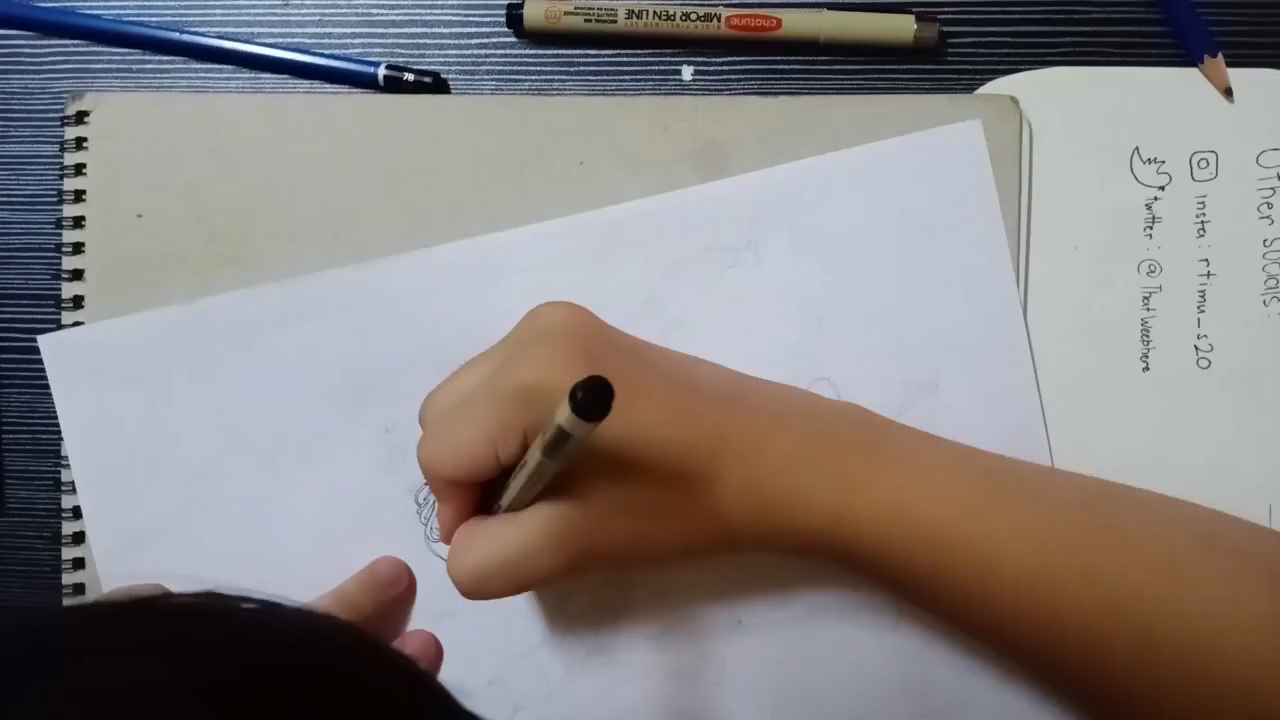 7B
MIPOR PEN LINE
chotune
Other socials:
insta: rtimu_s20
twitter: @ThatWeebhere